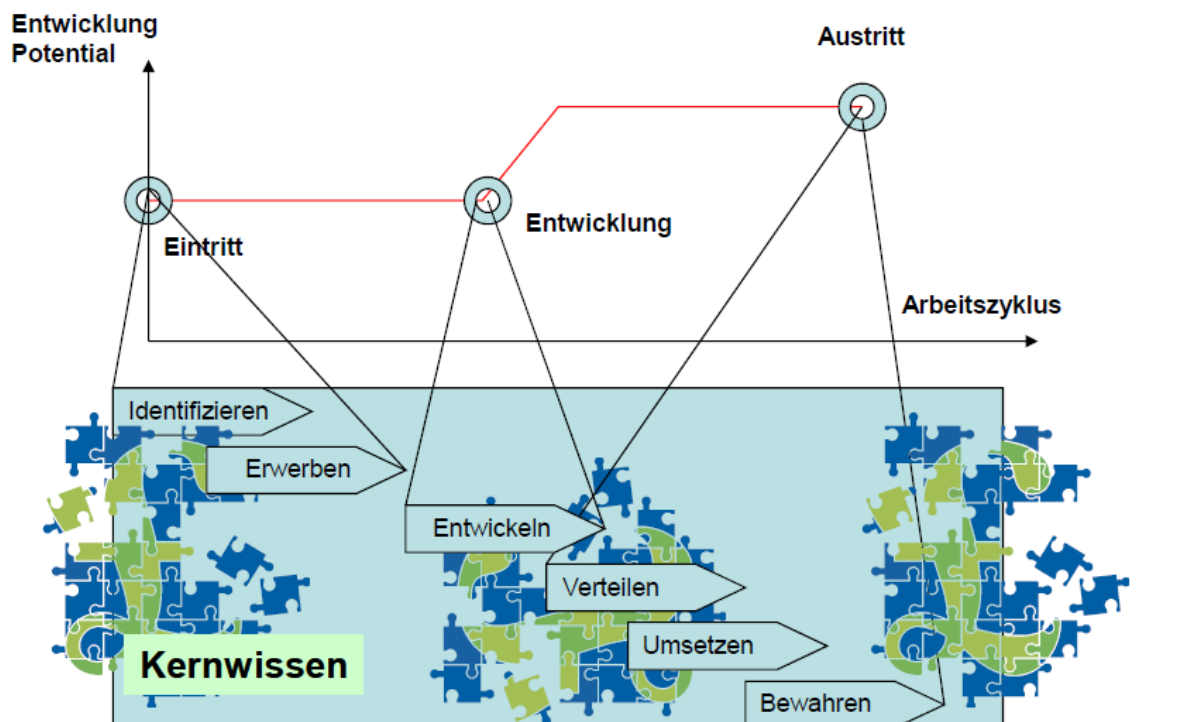 Entwicklung
Potential
Austritt
Entwicklung
Eintritt
Arbeitszyklus
Identifizieren
Erwerben
Entwickeln
Verteilen
Umsetzen
Kernwissen
Bewahren